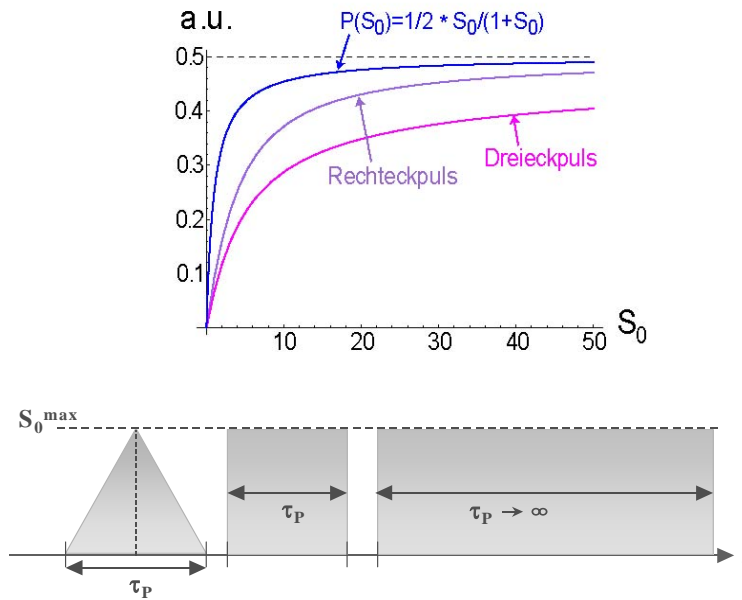 a.u.
P(S₀)=1/2 * S₀/(1+S₀)
0.5
0.4
0.3
0.2
0.1
Dreieckpuls
Rechteckpuls
10 20 30 40 50 S₀
S₀ᵐᵃˣ
τP τP → ∞
τP